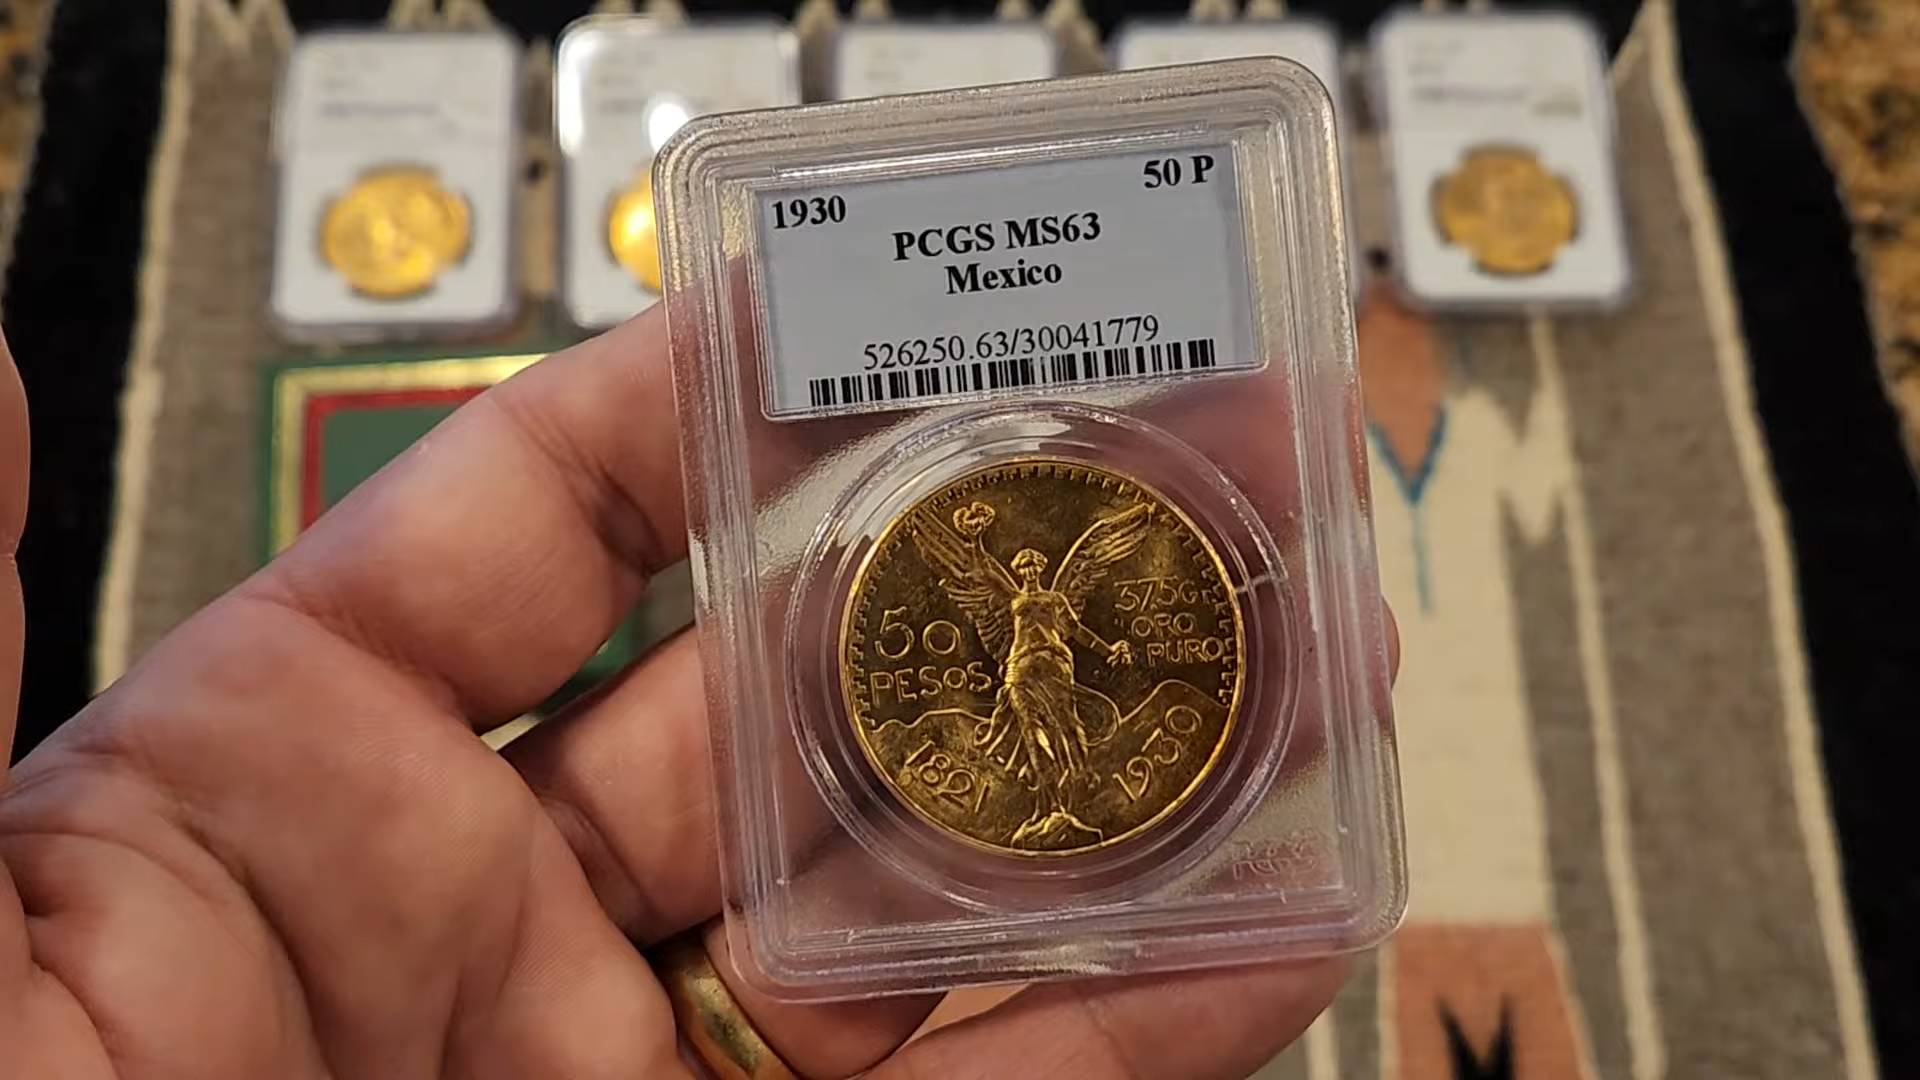 1930
50 P
PCGS MS63
Mexico
526250.63/30041779
50
PESOS
37.5 Gr.
ORO
PURO
1821
1930